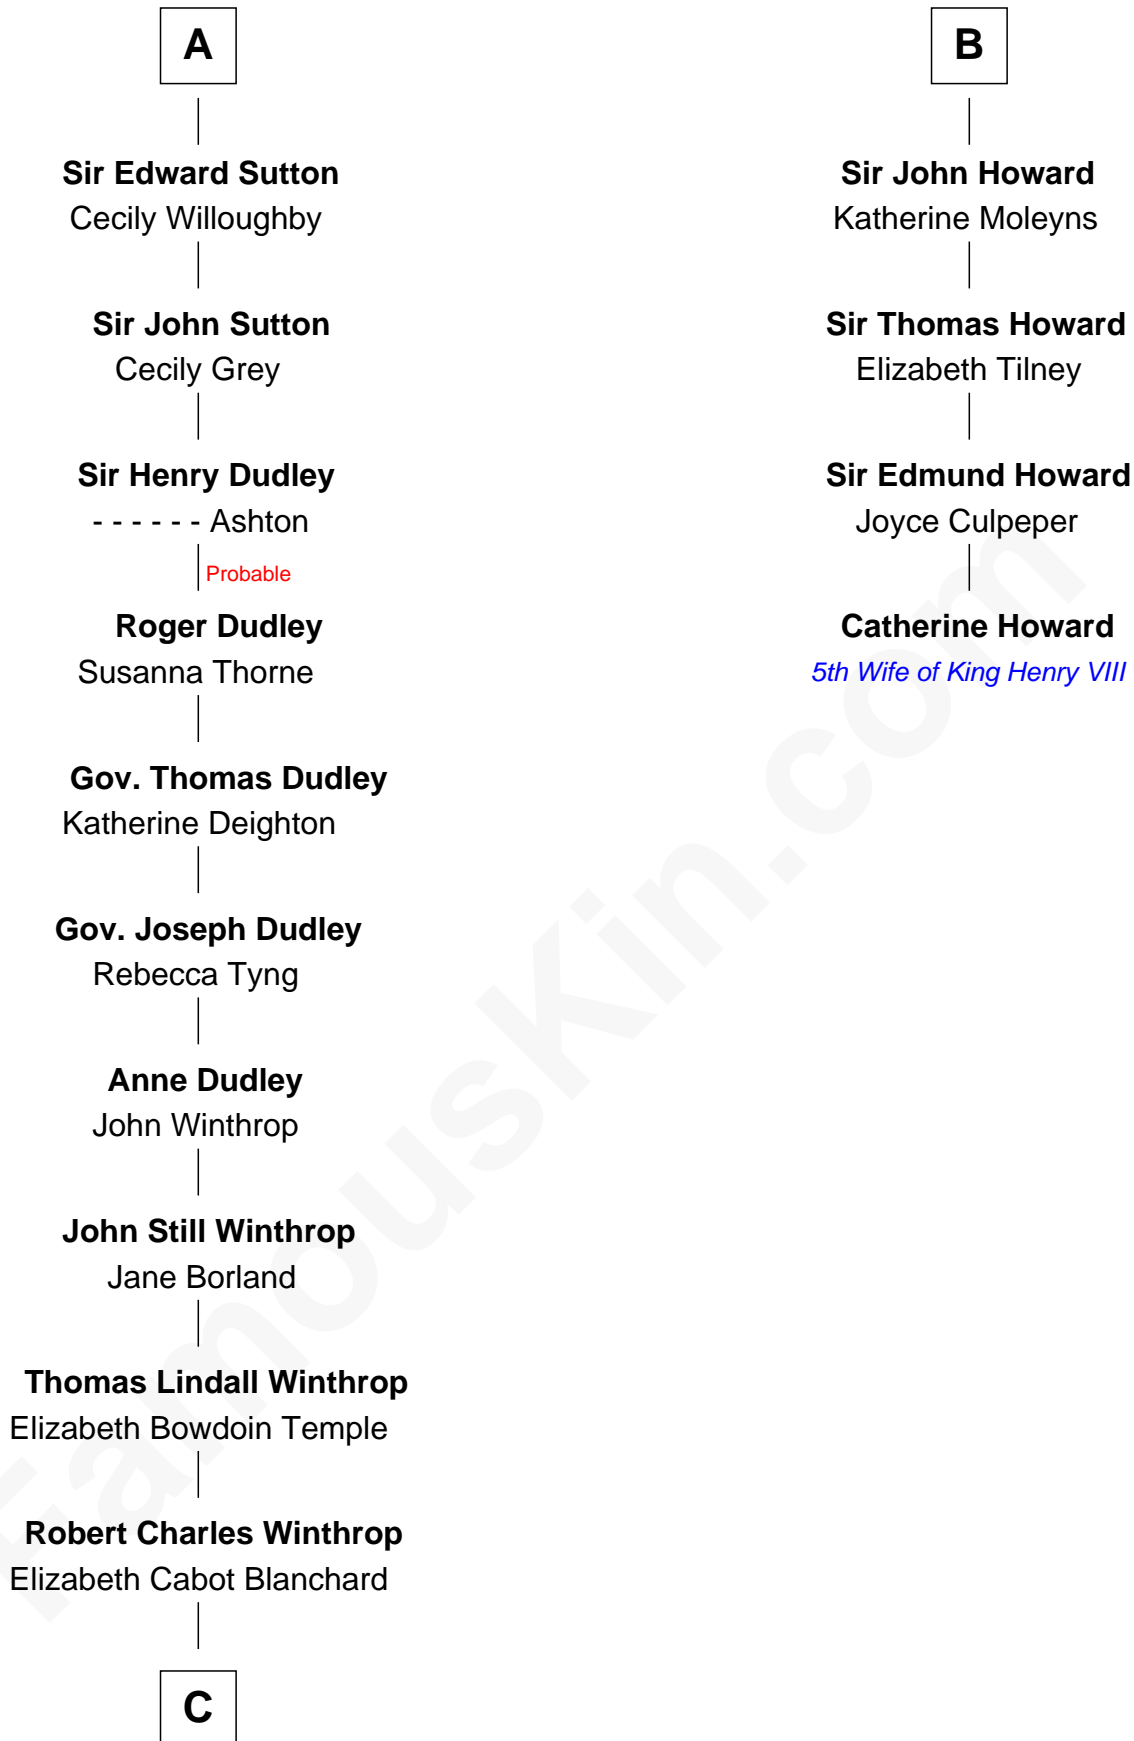 A
Sir Edward Sutton
Cecily Willoughby
Sir John Sutton
Cecily Grey
Sir Henry Dudley
- - - - - - Ashton
Probable
Roger Dudley
Susanna Thorne
Gov. Thomas Dudley
Katherine Deighton
Gov. Joseph Dudley
Rebecca Tyng
Anne Dudley
John Winthrop
John Still Winthrop
Jane Borland
Thomas Lindall Winthrop
Elizabeth Bowdoin Temple
Robert Charles Winthrop
Elizabeth Cabot Blanchard
C
B
Sir John Howard
Katherine Moleyns
Sir Thomas Howard
Elizabeth Tilney
Sir Edmund Howard
Joyce Culpeper
Catherine Howard
5th Wife of King Henry VIII
FamousKin.com